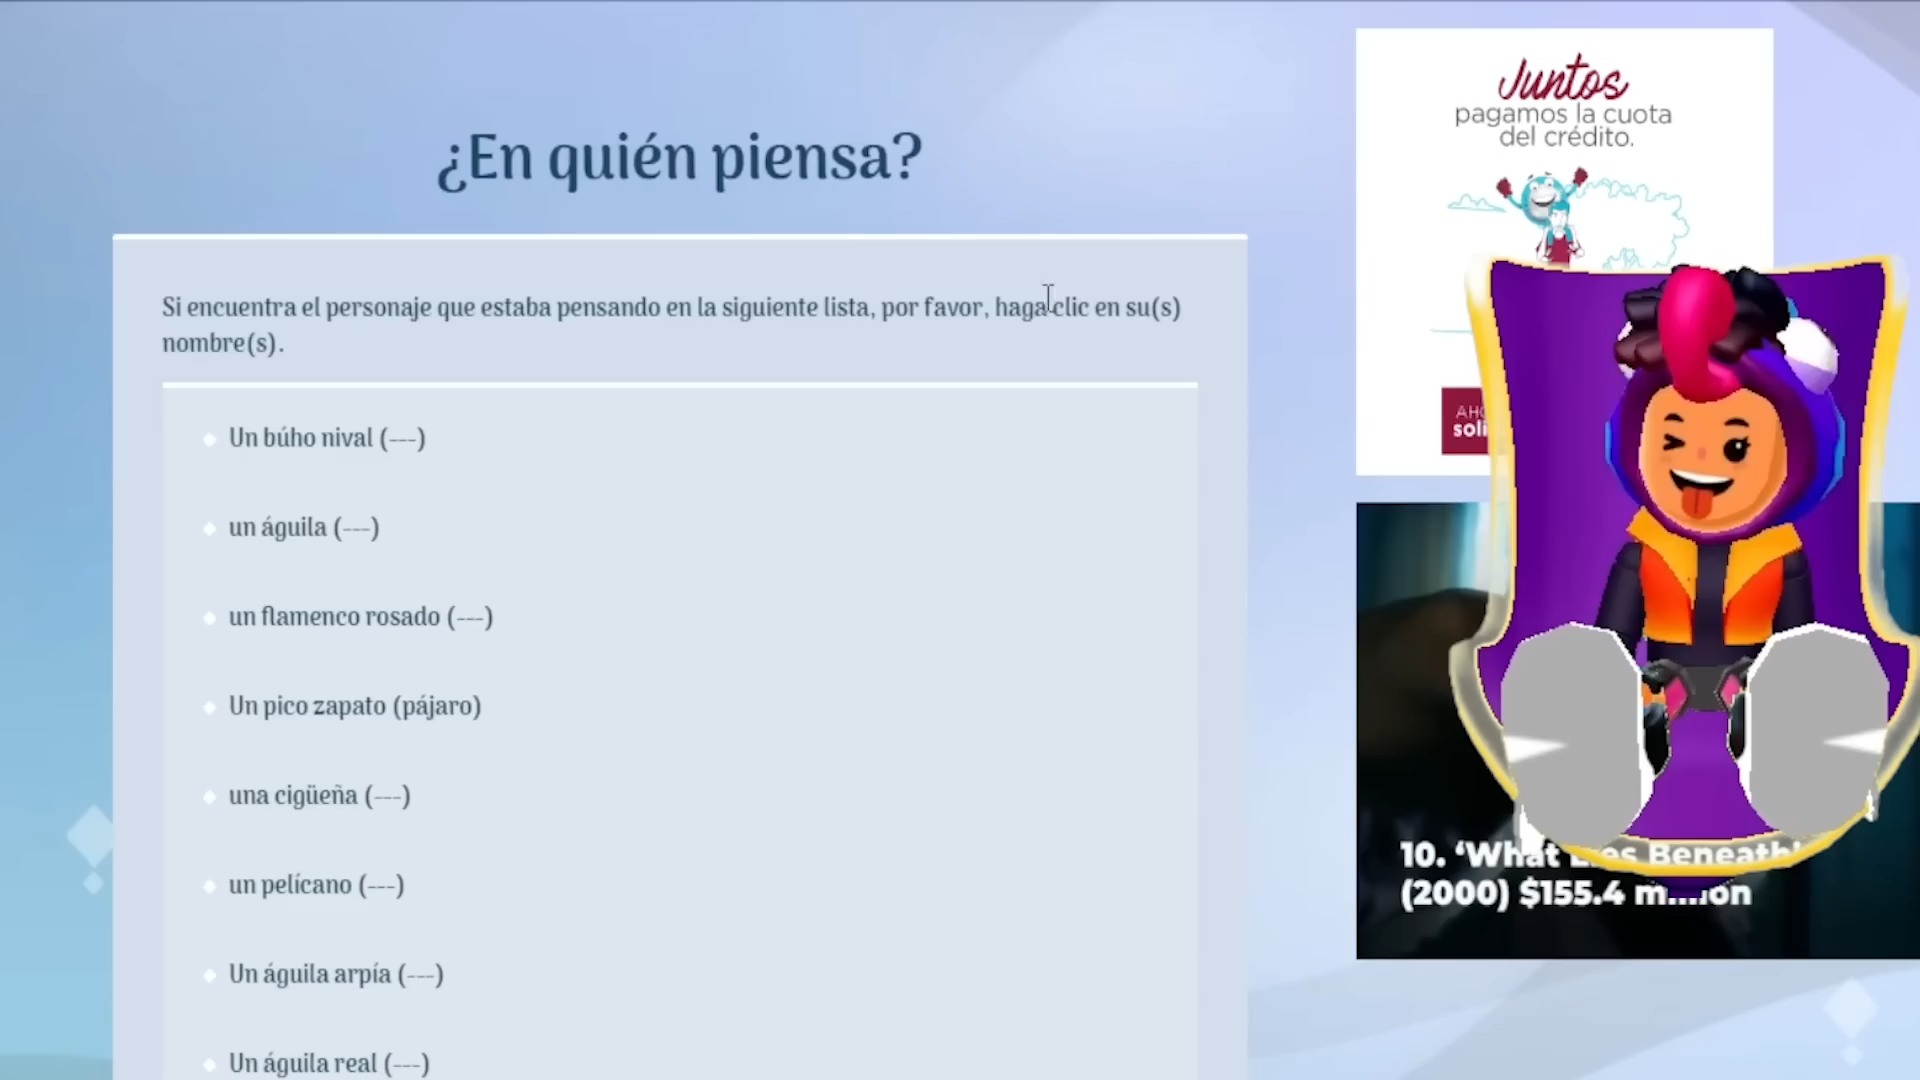 ¿En quién piensa?
Si encuentra el personaje que estaba pensando en la siguiente lista, por favor, haga clic en su(s)
nombre(s).
Un búho nival (---)
un águila (---)
un flamenco rosado (---)
Un pico zapato (pájaro)
una cigüeña (---)
un pelícano (---)
Un águila arpía (---)
Un águila real (---)
Juntos
pagamos la cuota
del crédito.
10. ‘What Beneath’
(2000) $155.4